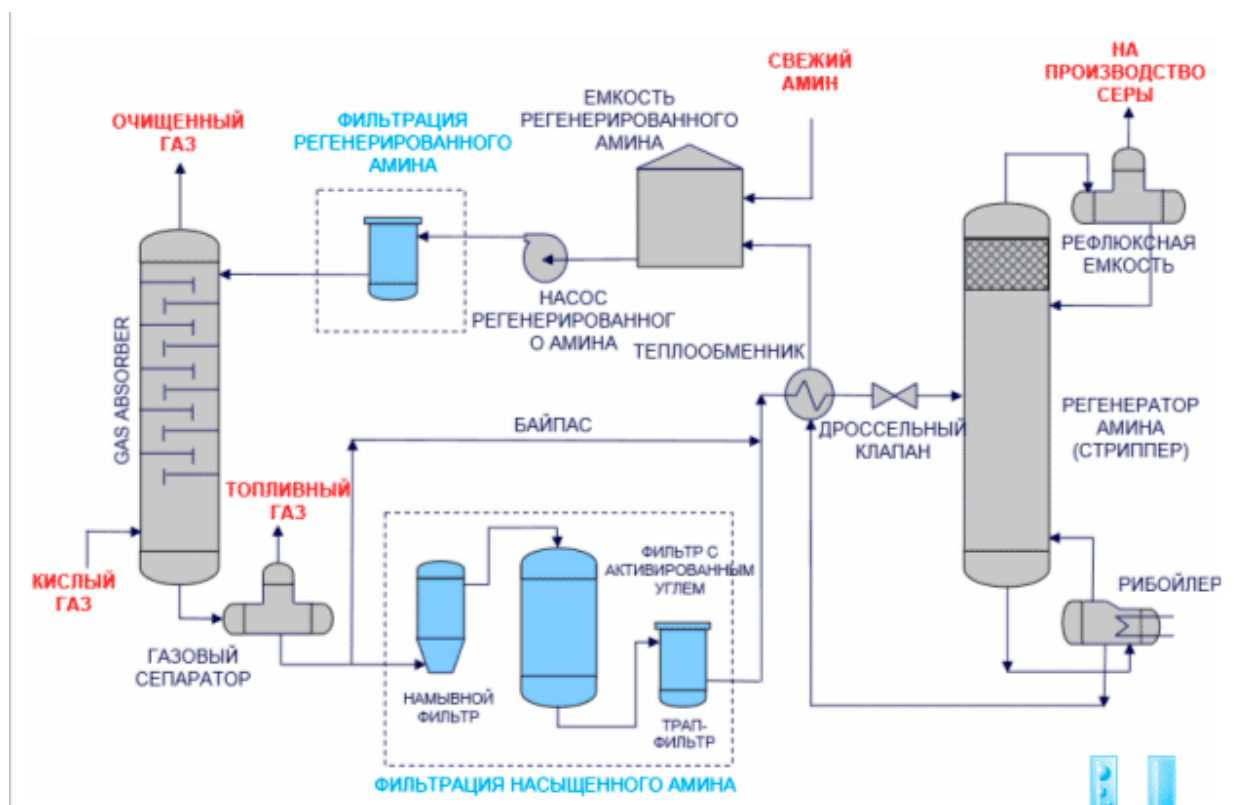 НА
ПРОИЗВОДСТВО
СЕРЫ
СВЕЖИЙ
АМИН
ЕМКОСТЬ
РЕГЕНЕРИРОВАННОГО
АМИНА
ОЧИЩЕННЫЙ
ГАЗ
ФИЛЬТРАЦИЯ
РЕГЕНЕРИРОВАННОГО
АМИНА
РЕФЛЮКСНАЯ
ЕМКОСТЬ
НАСОС
РЕГЕНЕРИРОВАННОГ
О АМИНА
GAS ABSORBER
ТЕПЛООБМЕННИК
БАЙПАС
ДРОССЕЛЬНЫЙ
КЛАПАН
РЕГЕНЕРАТОР
АМИНА
(СТРИППЕР)
ТОПЛИВНЫЙ
ГАЗ
КИСЛЫЙ
ГАЗ
ФИЛЬТР С
АКТИВИРОВАННЫМ
УГЛЕМ
РИБОЙЛЕР
ГАЗОВЫЙ
СЕПАРАТОР
НАМЫВНОЙ
ФИЛЬТР
ТРАП-
ФИЛЬТР
ФИЛЬТРАЦИЯ НАСЫЩЕННОГО АМИНА